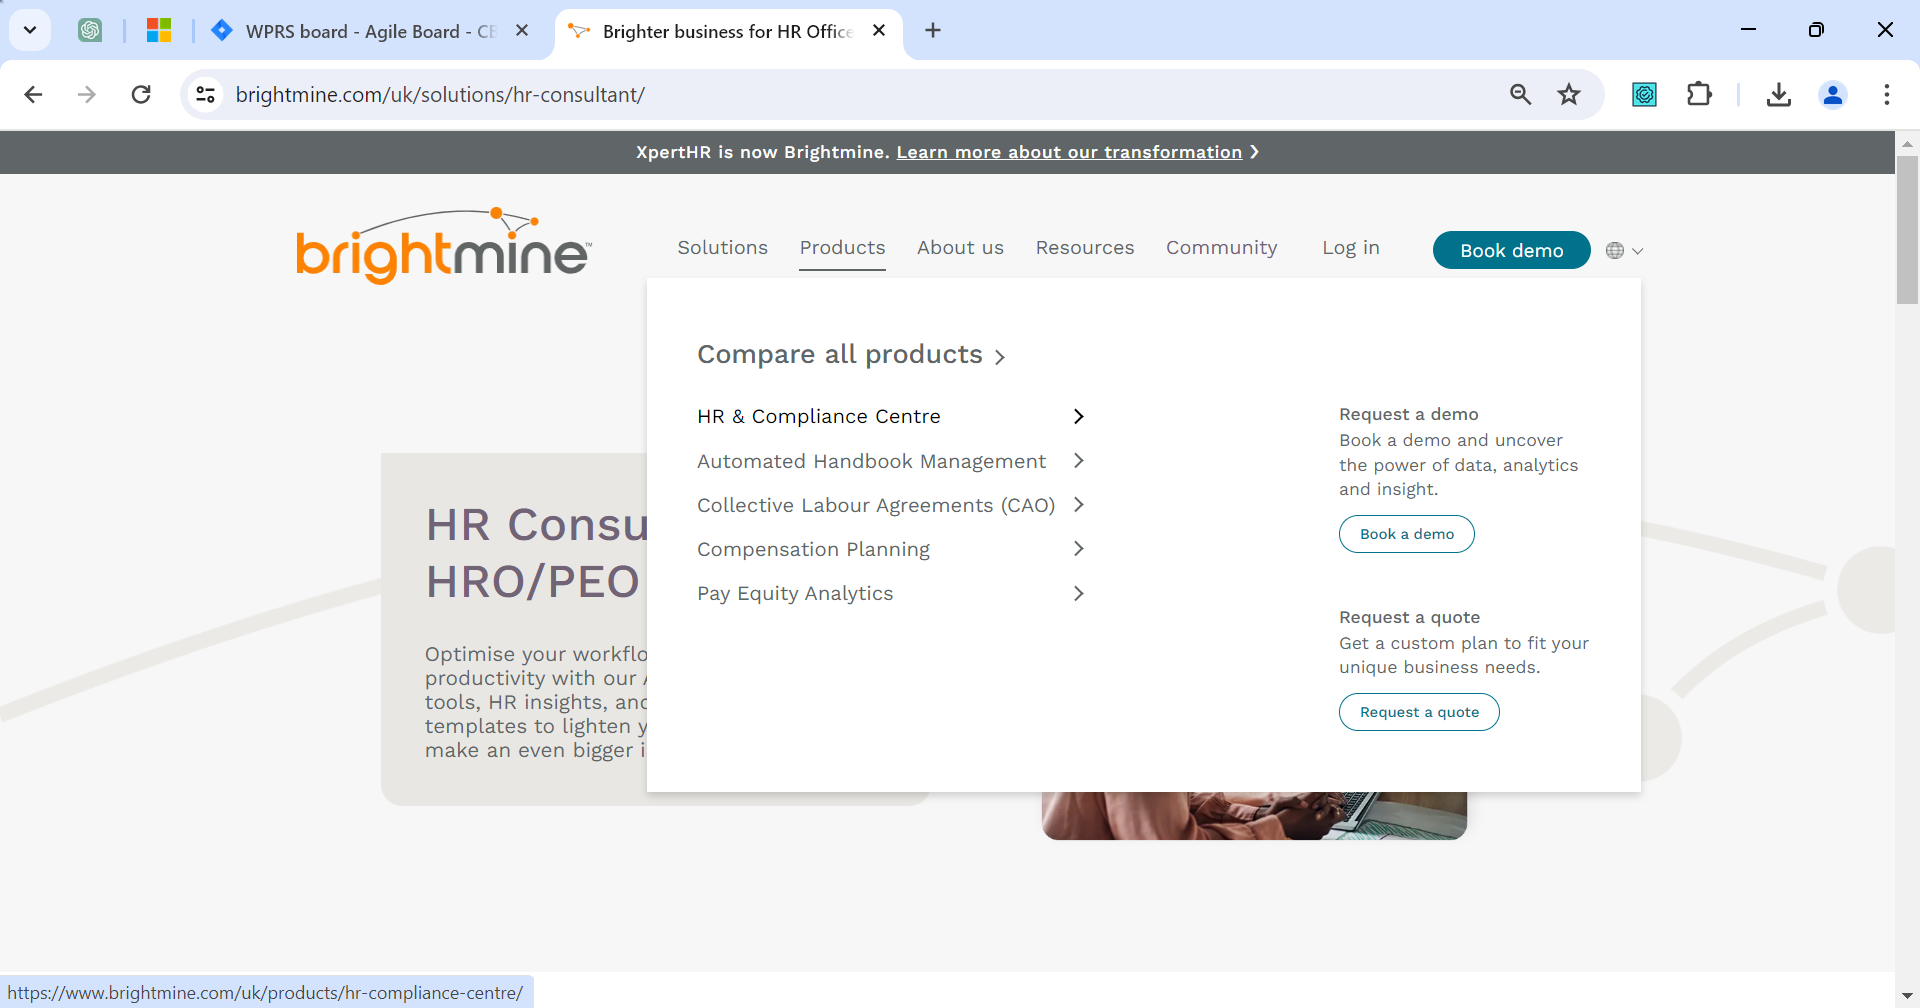 WPRS board - Agile Board - CE
Brighter business for HR Office
brightmine.com/uk/solutions/hr-consultant/
XpertHR is now Brightmine. Learn more about our transformation
brightmine™
Solutions
Products
About us
Resources
Community
Log in
Book demo
Compare all products
HR & Compliance Centre
Automated Handbook Management
Collective Labour Agreements (CAO)
Compensation Planning
Pay Equity Analytics
Request a demo
Book a demo and uncover
the power of data, analytics
and insight.
Book a demo
Request a quote
Get a custom plan to fit your
unique business needs.
Request a quote
HR Consu
HRO/PEO
Optimise your workflo
productivity with our
tools, HR insights, and
templates to lighten y
make an even bigger i
https://www.brightmine.com/uk/products/hr-compliance-centre/